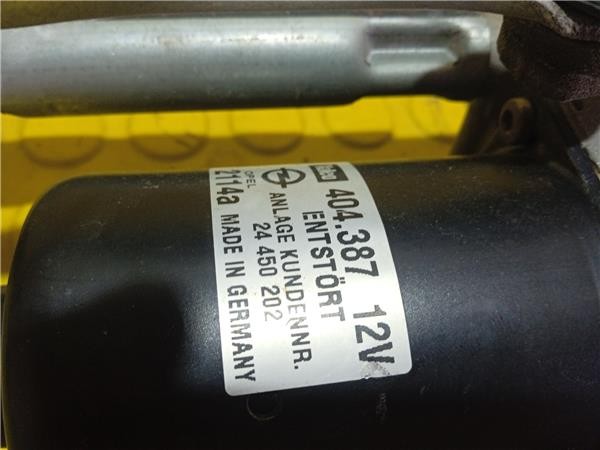 404.387 12V
ENTSTÖRT
ANLAGE KUNDENNR.
OPEL 24 450 202
2114a MADE IN GERMANY